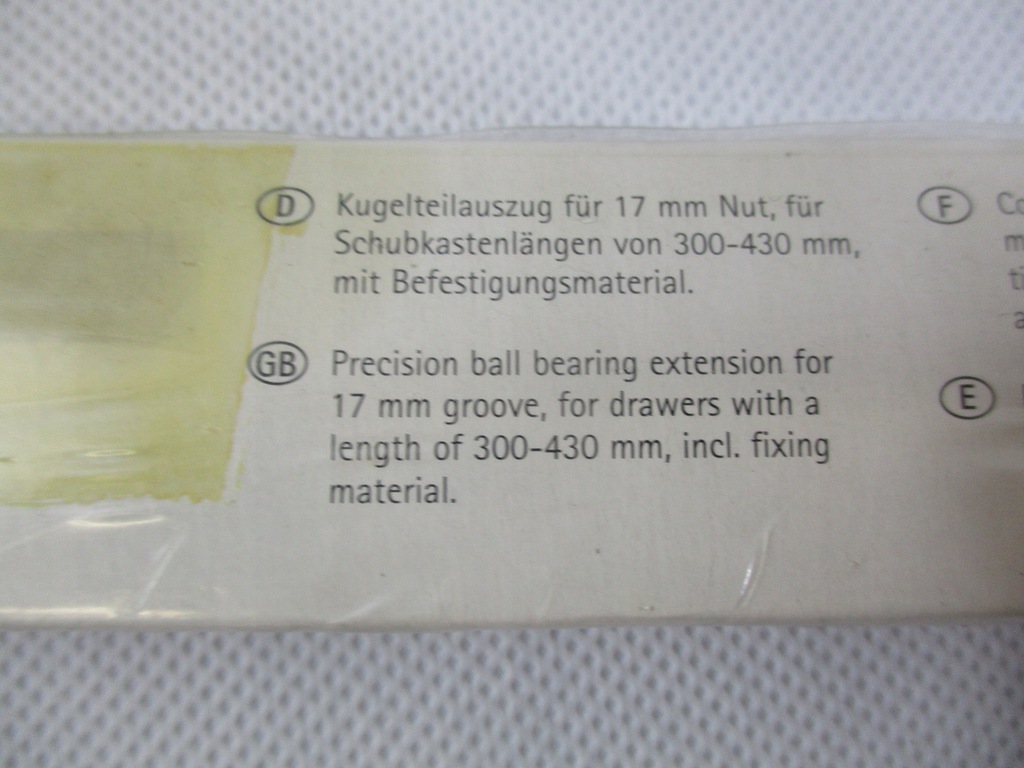 D Kugelteilauszug für 17 mm Nut, für
Schubkastenlängen von 300-430 mm,
mit Befestigungsmaterial.
GB Precision ball bearing extension for
17 mm groove, for drawers with a
length of 300-430 mm, incl. fixing
material.
F
E